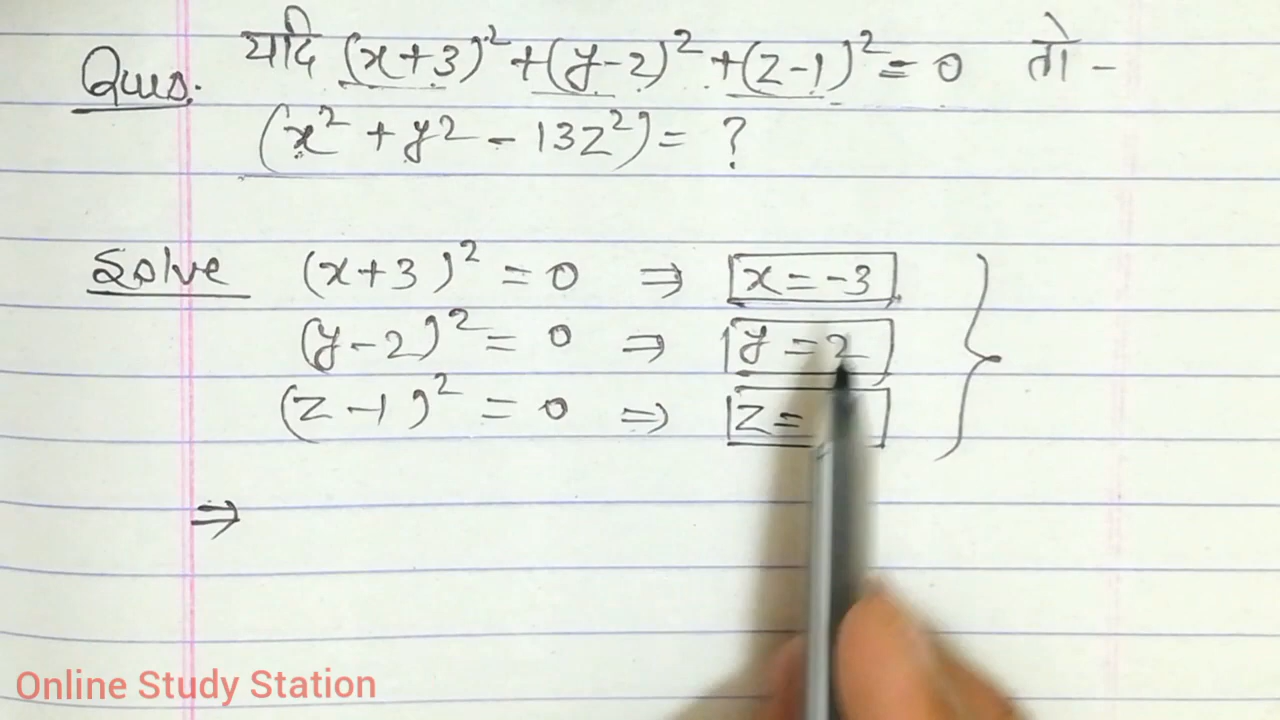 Ques. यदि (x+3)² + (y-2)² + (z-1)² = 0 तो -
(x² + y2 - 13z²) = ?
Solve (x+3)² = 0 ⇒ x = -3
(y-2)² = 0 ⇒ y = 2
(z-1)² = 0 ⇒ z =
⇒
Online Study Station